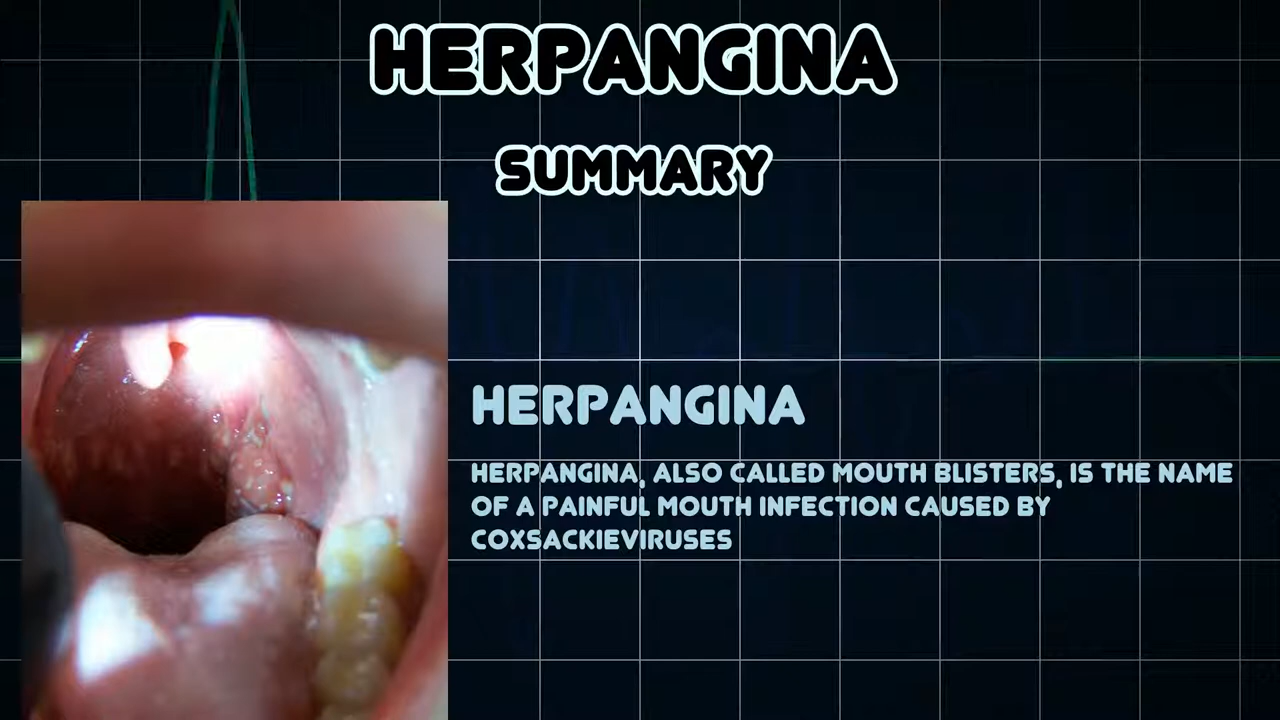 HERPANGINA
SUMMARY
HERPANGINA
HERPANGINA, ALSO CALLED MOUTH BLISTERS, IS THE NAME
OF A PAINFUL MOUTH INFECTION CAUSED BY
COXSACKIEVIRUSES